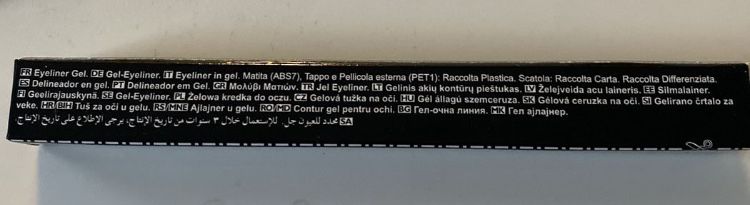 FR Eyeliner Gel. DE Gel-Eyeliner. IT Eyeliner in gel. Matita (ABS7), Tappo e Pellicola esterna (PET1): Raccolta Plastica. Scatola: Raccolta Carta. Raccolta Differenziata.
ES Delineador en gel. PT Delineador em Gel. GR Μολύβι Ματιών. TR Jel Eyeliner. LT Gelinis akių kontūrų pieštukas. LV Želejveida acu laineris. EE Silmalainer.
FI Geelirajauskynä. SE Gel-Eyeliner. PL Żelowa kredka do oczu. CZ Gelová tužka na oči. HU Gél állagú szemceruza. SK Gélová ceruzka na oči. SI Gelirano črtalo za
veke. HR/BIH Tuš za oči u gelu. RS/MNE Ajlajner u gelu. RO/MD Contur gel pentru ochi. BG Гел-очна линия. MK Гел ајлајнер.
SA محدد للعيون جل. للإستعمال خلال ٣ سنوات من تاريخ الإنتاج، يرجى الإطلاع على تاريخ الإنتاج.